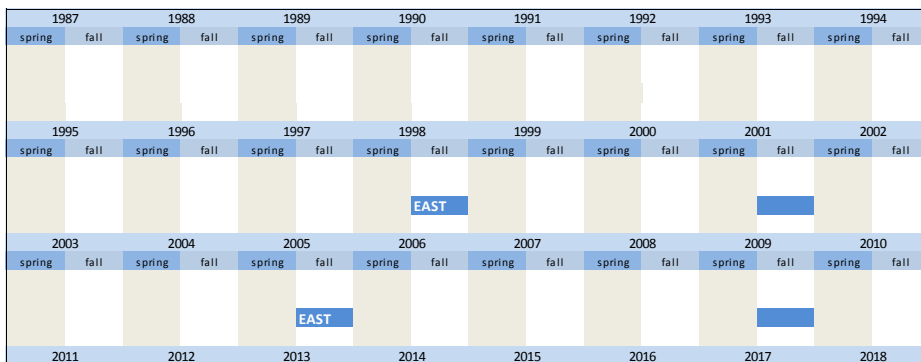 1987 1988 1989 1990 1991 1992 1993 1994
spring fall spring fall spring fall spring fall spring fall spring fall spring fall spring fall
1995 1996 1997 1998 1999 2000 2001 2002
spring fall spring fall spring fall spring fall spring fall spring fall spring fall spring fall
EAST
2003 2004 2005 2006 2007 2008 2009 2010
spring fall spring fall spring fall spring fall spring fall spring fall spring fall spring fall
EAST
2011 2012 2013 2014 2015 2016 2017 2018